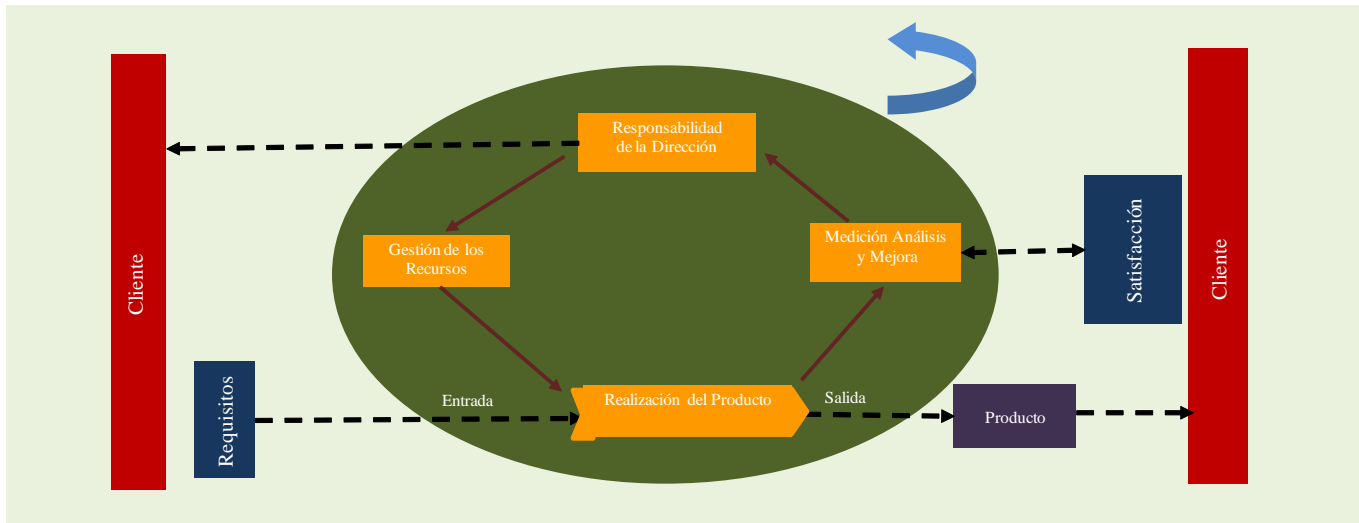 Responsabilidad
de la Dirección
Gestión de los
Recursos
Medición Análisis
y Mejora
Cliente
Satisfacción
Cliente
Requisitos
Entrada
Realización del Producto
Salida
Producto